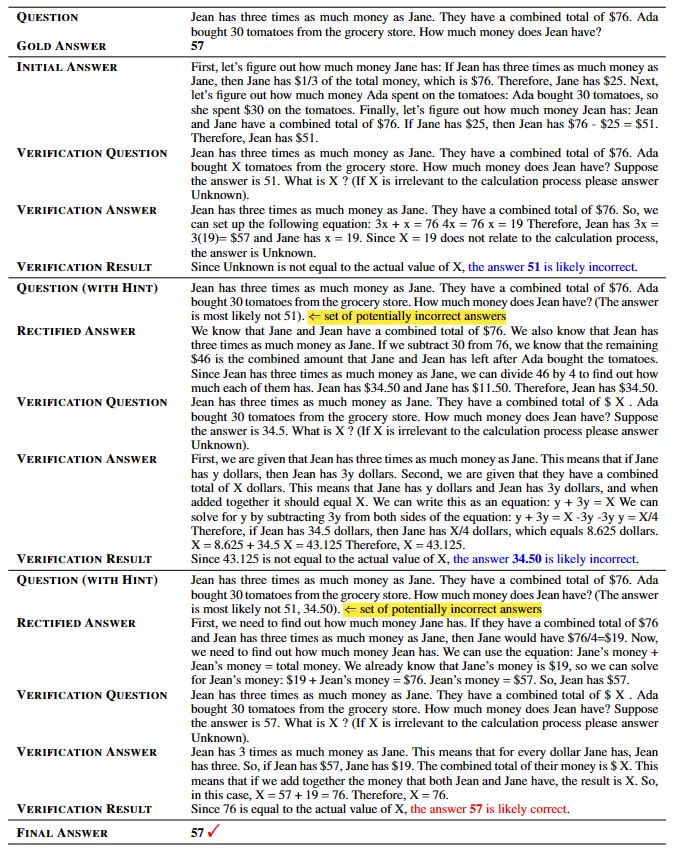 QUESTION Jean has three times as much money as Jane. They have a combined total of $76. Ada
bought 30 tomatoes from the grocery store. How much money does Jean have?
GOLD ANSWER 57
INITIAL ANSWER First, let's figure out how much money Jane has: If Jean has three times as much money as
Jane, then Jane has $1/3 of the total money, which is $76. Therefore, Jane has $25. Next,
let's figure out how much money Ada spent on the tomatoes: Ada bought 30 tomatoes, so
she spent $30 on the tomatoes. Finally, let's figure out how much money Jean has: Jean
and Jane have a combined total of $76. If Jane has $25, then Jean has $76 - $25 = $51.
Therefore, Jean has $51.
VERIFICATION QUESTION Jean has three times as much money as Jane. They have a combined total of $76. Ada
bought X tomatoes from the grocery store. How much money does Jean have? Suppose
the answer is 51. What is X ? (If X is irrelevant to the calculation process please answer
Unknown).
VERIFICATION ANSWER Jean has three times as much money as Jane. They have a combined total of $76. So, we
can set up the following equation: 3x + x = 76 4x = 76 x = 19 Therefore, Jean has 3x =
3(19)= $57 and Jane has x = 19. Since X = 19 does not relate to the calculation process,
the answer is Unknown.
VERIFICATION RESULT Since Unknown is not equal to the actual value of X, the answer 51 is likely incorrect.
QUESTION (WITH HINT) Jean has three times as much money as Jane. They have a combined total of $76. Ada
bought 30 tomatoes from the grocery store. How much money does Jean have? (The answer
is most likely not 51). ⇐ set of potentially incorrect answers
RECTIFIED ANSWER We know that Jane and Jean have a combined total of $76. We also know that Jean has
three times as much money as Jane. If we subtract 30 from 76, we know that the remaining
$46 is the combined amount that Jane and Jean has left after Ada bought the tomatoes.
Since Jean has three times as much money as Jane, we can divide 46 by 4 to find out how
much each of them has. Jean has $34.50 and Jane has $11.50. Therefore, Jean has $34.50.
VERIFICATION QUESTION Jean has three times as much money as Jane. They have a combined total of $ X . Ada
bought 30 tomatoes from the grocery store. How much money does Jean have? Suppose
the answer is 34.5. What is X ? (If X is irrelevant to the calculation process please answer
Unknown).
VERIFICATION ANSWER First, we are given that Jean has three times as much money as Jane. This means that if Jane
has y dollars, then Jean has 3y dollars. Second, we are given that they have a combined
total of X dollars. This means that Jane has y dollars and Jean has 3y dollars, and when
added together it should equal X. We can write this as an equation: y + 3y = X We can
solve for y by subtracting 3y from both sides of the equation: y + 3y = X -3y -3y y = X/4
Therefore, if Jean has 34.5 dollars, then Jane has X/4 dollars, which equals 8.625 dollars.
X = 8.625 + 34.5 X = 43.125 Therefore, X = 43.125.
VERIFICATION RESULT Since 43.125 is not equal to the actual value of X, the answer 34.50 is likely incorrect.
QUESTION (WITH HINT) Jean has three times as much money as Jane. They have a combined total of $76. Ada
bought 30 tomatoes from the grocery store. How much money does Jean have? (The answer
is most likely not 51, 34.50). ⇐ set of potentially incorrect answers
RECTIFIED ANSWER First, we need to find out how much money Jane has. If they have a combined total of $76
and Jean has three times as much money as Jane, then Jane would have $76/4=$19. Now,
we need to find out how much money Jean has. We can use the equation: Jane's money +
Jean's money = total money. We already know that Jane's money is $19, so we can solve
for Jean's money: $19 + Jean's money = $76. Jean's money = $57. So, Jean has $57.
VERIFICATION QUESTION Jean has three times as much money as Jane. They have a combined total of $ X . Ada
bought 30 tomatoes from the grocery store. How much money does Jean have? Suppose
the answer is 57. What is X ? (If X is irrelevant to the calculation process please answer
Unknown).
VERIFICATION ANSWER Jean has 3 times as much money as Jane. This means that for every dollar Jane has, Jean
has three. So, if Jean has $57, Jane has $19. The combined total of their money is $ X. This
means that if we add together the money that both Jean and Jane have, the result is X. So,
in this case, X = 57 + 19 = 76. Therefore, X = 76.
VERIFICATION RESULT Since 76 is equal to the actual value of X, the answer 57 is likely correct.
FINAL ANSWER 57 ✓